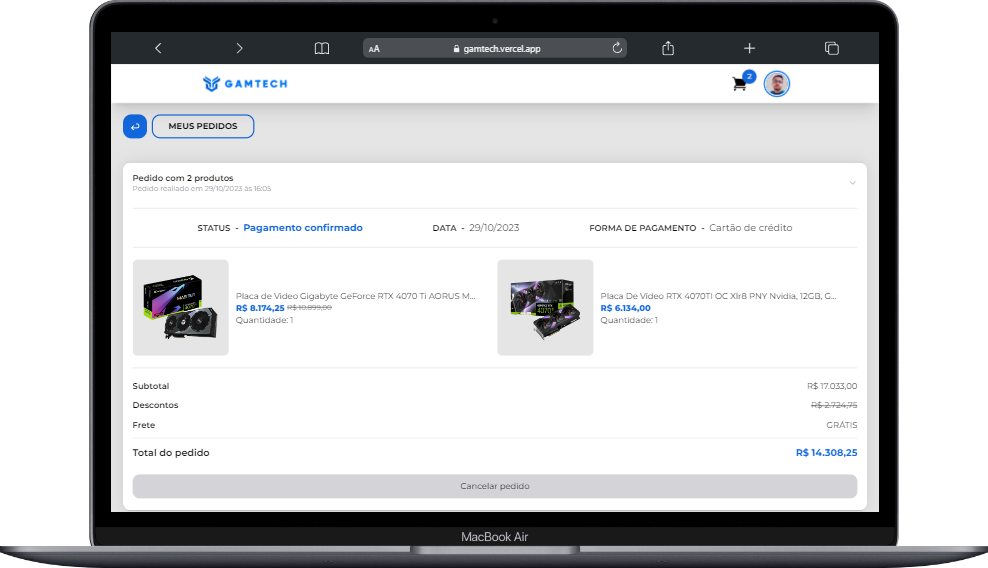 AA
gamtech.vercel.app
GAMTECH
2
MEUS PEDIDOS
Pedido com 2 produtos
Pedido realiado em 29/10/2023 às 16:05
STATUS - Pagamento confirmado
DATA - 29/10/2023
FORMA DE PAGAMENTO - Cartão de crédito
Placa de Video Gigabyte GeForce RTX 4070 Ti AORUS M...
R$ 8.174,25 R$ 10.899,00
Quantidade: 1
Placa De Vídeo RTX 4070TI OC Xlr8 PNY Nvidia, 12GB, G...
R$ 6.134,00
Quantidade: 1
Subtotal
R$ 17.033,00
Descontos
R$ 2.724,75
Frete
GRÁTIS
Total do pedido
R$ 14.308,25
Cancelar pedido
MacBook Air